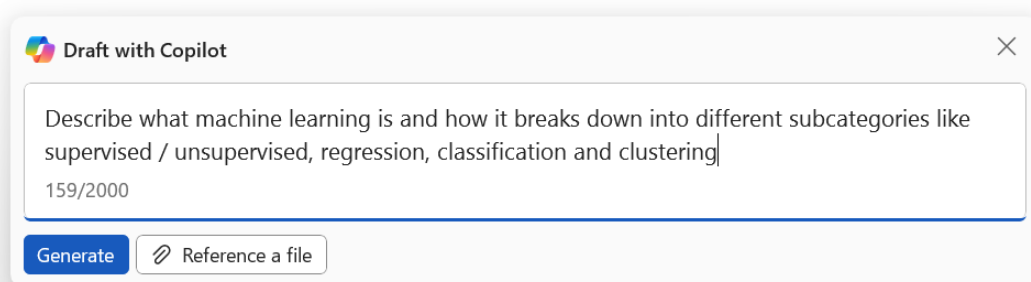 Draft with Copilot
Describe what machine learning is and how it breaks down into different subcategories like
supervised / unsupervised, regression, classification and clustering
159/2000
Generate
Reference a file